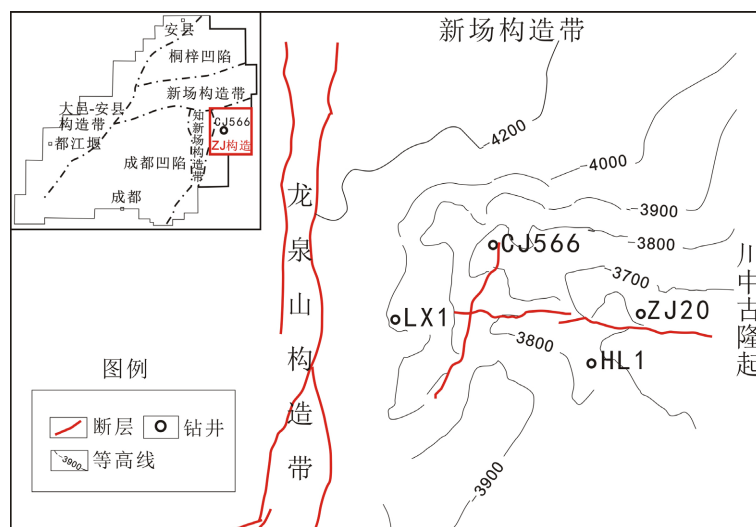 新场构造带
安县
桐梓凹陷
新场构造带
大邑-安县
构造带
都江堰
知新场构造带
CJ566
ZJ构造
成都凹陷
成都
龙泉山构造带
-4200
-4000
-3900
-3800
-3700
CJ566
川中古隆起
LX1
ZJ20
-3800
HL1
-3900
图例
断层
钻井
-3900
等高线